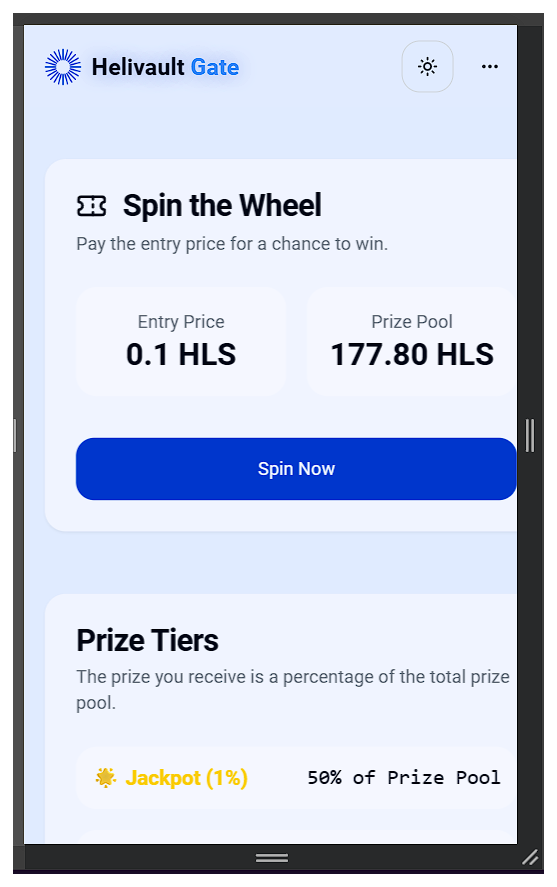 Helivault Gate
Spin the Wheel
Pay the entry price for a chance to win.
Entry Price
0.1 HLS
Prize Pool
177.80 HLS
Spin Now
Prize Tiers
The prize you receive is a percentage of the total prize
pool.
Jackpot (1%)
50% of Prize Pool